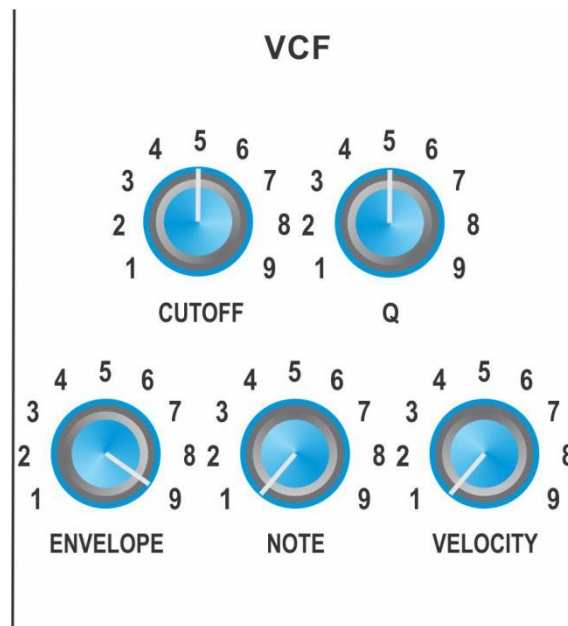 VCF
4 5 6 4 5 6
3 7 3 7
2 8 2 8
1 9 1 9
CUTOFF Q
4 5 6 4 5 6 4 5 6
3 7 3 7 3 7
2 8 2 8 2 8
1 9 1 9 1 9
ENVELOPE NOTE VELOCITY